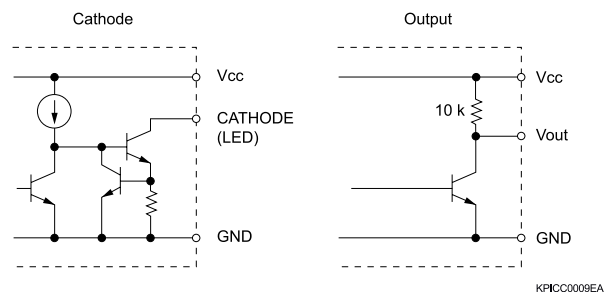 Cathode
Vcc
CATHODE
(LED)
GND
Output
Vcc
10 k
Vout
GND
KPICC0009EA